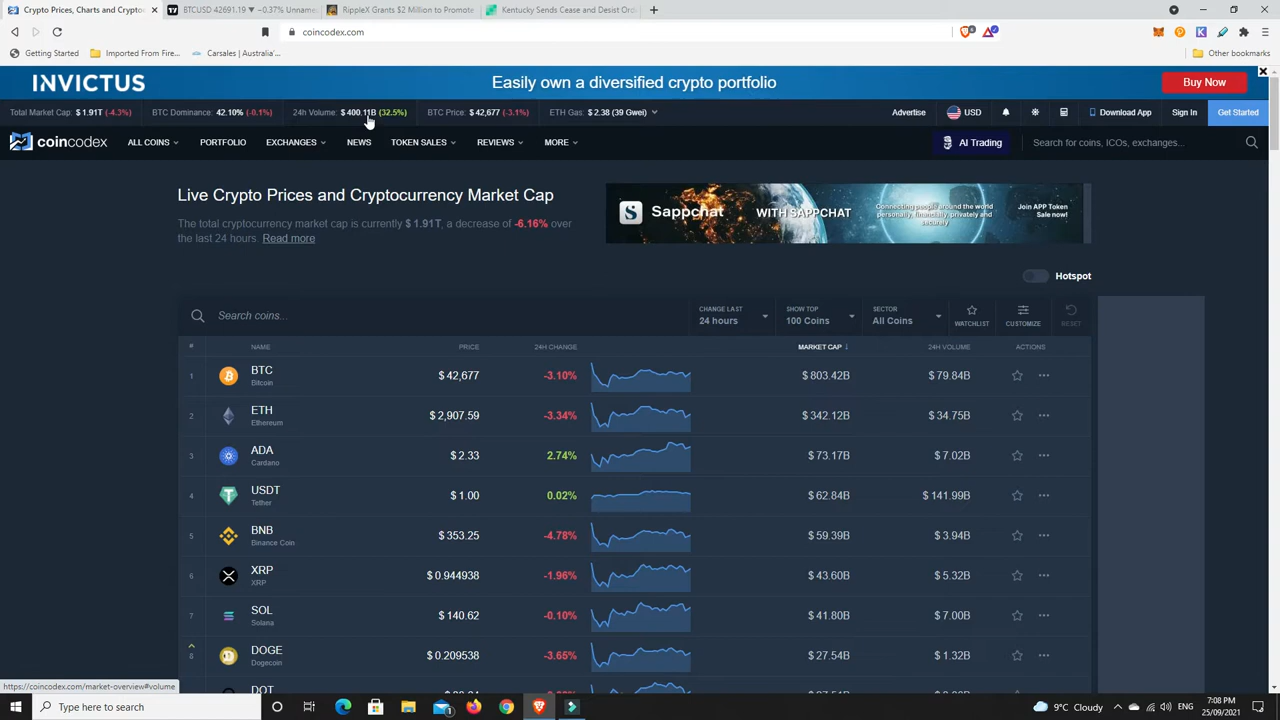 Crypto Prices, Charts and Cryptoc
BTCUSD 42691.19 ▼ −0.37% Unname
RippleX Grants $2 Million to Promote
Kentucky Sends Cease and Desist Ord
coincodex.com
Getting Started
Imported From Fire...
Carsales | Australia'...
Other bookmarks
INVICTUS
Easily own a diversified crypto portfolio
Buy Now
Total Market Cap: $ 1.91T (-4.3%)
BTC Dominance: 42.10% (-0.1%)
24h Volume: $ 400.11B (32.5%)
BTC Price: $ 42,677 (-3.1%)
ETH Gas: $ 2.38 (39 Gwei)
Advertise
USD
Download App
Sign In
Get Started
coincodex
ALL COINS
PORTFOLIO
EXCHANGES
NEWS
TOKEN SALES
REVIEWS
MORE
AI Trading
Search for coins, ICOs, exchanges...
Live Crypto Prices and Cryptocurrency Market Cap
The total cryptocurrency market cap is currently $ 1.91T, a decrease of -6.16% over
the last 24 hours. Read more
S Sappchat
WITH SAPPCHAT
Connecting people around the world
personally, financially, privately and
securely
Join APP Token
Sale now!
Hotspot
Search coins...
CHANGE LAST
24 hours
SHOW TOP
100 Coins
SECTOR
All Coins
WATCHLIST
CUSTOMIZE
RESET
# NAME PRICE 24H CHANGE MARKET CAP ↓ 24H VOLUME ACTIONS
1 BTC $ 42,677 -3.10% $ 803.42B $ 79.84B
Bitcoin
2 ETH $ 2,907.59 -3.34% $ 342.12B $ 34.75B
Ethereum
3 ADA $ 2.33 2.74% $ 73.17B $ 7.02B
Cardano
4 USDT $ 1.00 0.02% $ 62.84B $ 141.99B
Tether
5 BNB $ 353.25 -4.78% $ 59.39B $ 3.94B
Binance Coin
6 XRP $ 0.944938 -1.96% $ 43.60B $ 5.32B
XRP
7 SOL $ 140.62 -0.10% $ 41.80B $ 7.00B
Solana
8 DOGE $ 0.209538 -3.65% $ 27.54B $ 1.32B
Dogecoin
DOT
https://coincodex.com/market-overview#volume
Type here to search
9°C Cloudy
ENG
7:08 PM
25/09/2021